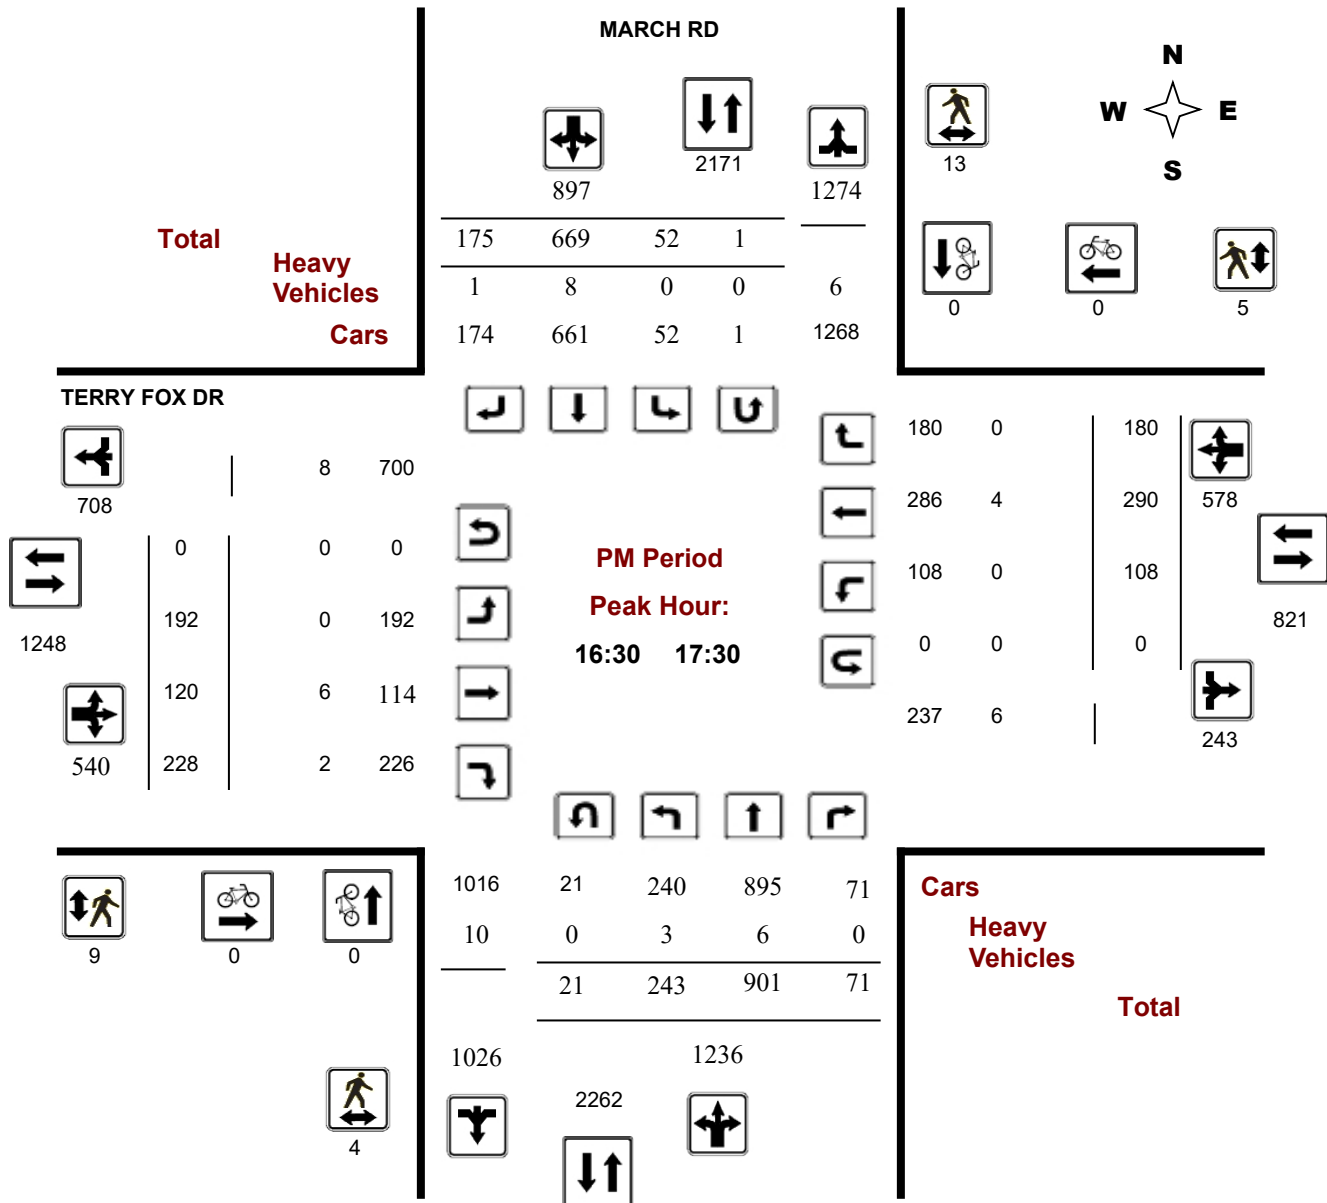 MARCH RD
N
W E
S
897
2171
1274
13
Total
175 669 52 1
Heavy
Vehicles
1 8 0 0 6
Cars
174 661 52 1 1268
0 0 5
TERRY FOX DR
708
8 700
0 0 0
1248
192 0 192
120 6 114
540
228 2 226
PM Period
Peak Hour:
16:30 17:30
180 0 180
578
286 4 290
108 0 108
821
0 0 0
237 6
243
1016 21 240 895 71
10 0 3 6 0
21 243 901 71
1026
1236
2262
9 0 0
4
Cars
Heavy
Vehicles
Total